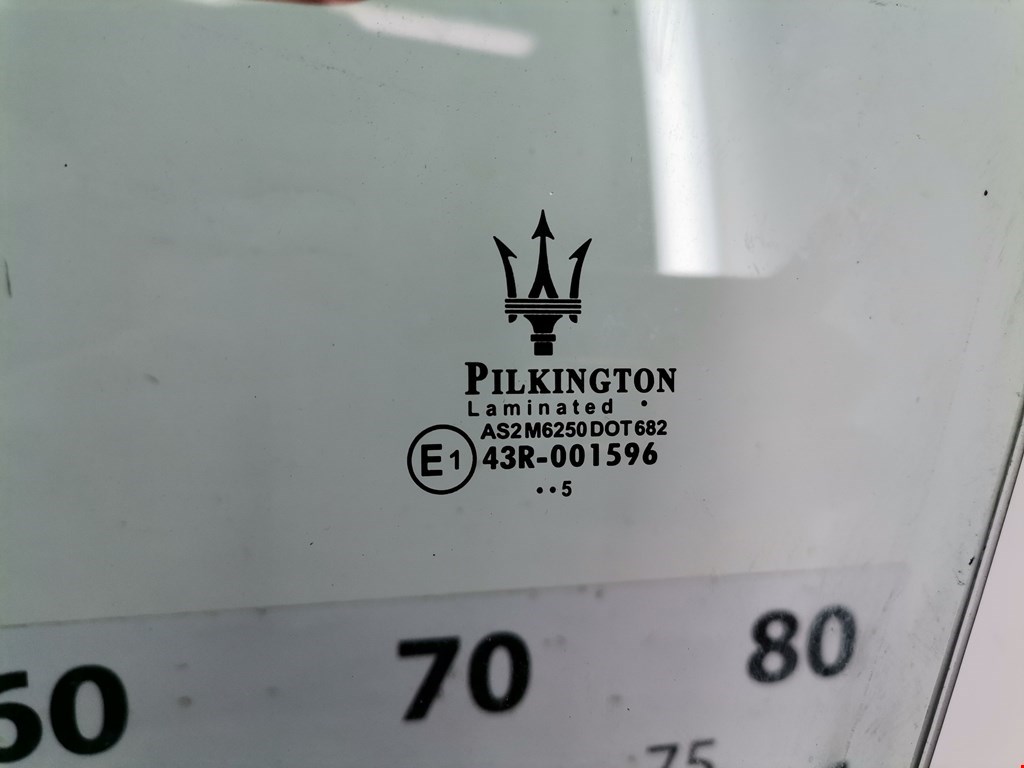 PILKINGTON
Laminated
AS2 M6250 DOT 682
E1 43R-001596
••5
60 70 80
75